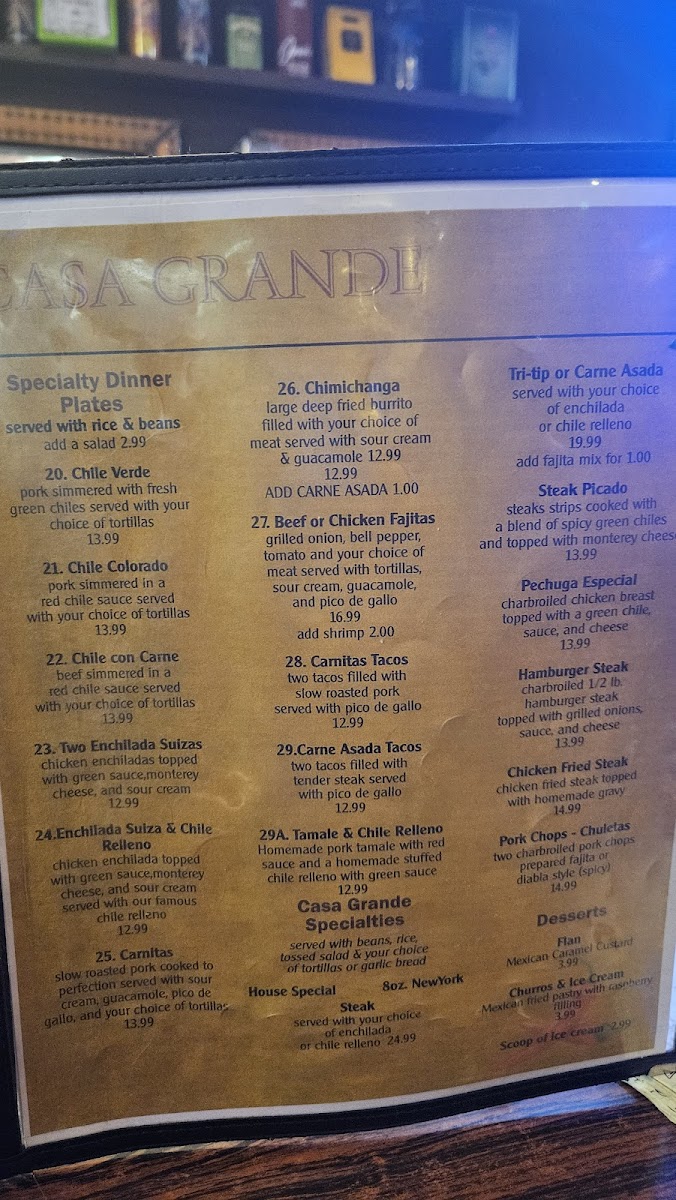 CASA GRANDE
Specialty Dinner
Plates
served with rice & beans
add a salad 2.99
20. Chile Verde
pork simmered with fresh
green chiles served with your
choice of tortillas
13.99
21. Chile Colorado
pork simmered in a
red chile sauce served
with your choice of tortillas
13.99
22. Chile con Carne
beef simmered in a
red chile sauce served
with your choice of tortillas
13.99
23. Two Enchilada Suizas
chicken enchiladas topped
with green sauce,monterey
cheese, and sour cream
12.99
24.Enchilada Suiza & Chile
Relleno
chicken enchilada topped
with green sauce,monterey
cheese, and sour cream
served with our famous
chile relleno
12.99
25. Carnitas
slow roasted pork cooked to
perfection served with sour
cream, guacamole, pico de
gallo, and your choice of tortillas
13.99
26. Chimichanga
large deep fried burrito
filled with your choice of
meat served with sour cream
& guacamole 12.99
12.99
ADD CARNE ASADA 1.00
27. Beef or Chicken Fajitas
grilled onion, bell pepper,
tomato and your choice of
meat served with tortillas,
sour cream, guacamole,
and pico de gallo
16.99
add shrimp 2.00
28. Carnitas Tacos
two tacos filled with
slow roasted pork
served with pico de gallo
12.99
29.Carne Asada Tacos
two tacos filled with
tender steak served
with pico de gallo
12.99
29A. Tamale & Chile Relleno
Homemade pork tamale with red
sauce and a homemade stuffed
chile relleno with green sauce
12.99
Casa Grande
Specialties
served with beans, rice,
tossed salad & your choice
of tortillas or garlic bread
House Special 8oz. NewYork
Steak
served with your choice
of enchilada
or chile relleno 24.99
Tri-tip or Carne Asada
served with your choice
of enchilada
or chile relleno
19.99
add fajita mix for 1.00
Steak Picado
steaks strips cooked with
a blend of spicy green chiles
and topped with monterey cheese
13.99
Pechuga Especial
charbroiled chicken breast
topped with a green chile,
sauce, and cheese
13.99
Hamburger Steak
charbroiled 1/2 lb.
hamburger steak
topped with grilled onions,
sauce, and cheese
13.99
Chicken Fried Steak
chicken fried steak topped
with homemade gravy
14.99
Pork Chops - Chuletas
two charbroiled pork chops
prepared fajita or
diabla style (spicy)
14.99
Desserts
Flan
Mexican Caramel Custard
3.99
Churros & Ice Cream
Mexican fried pastry with raspberry
filling
3.99
Scoop of ice cream 2.99